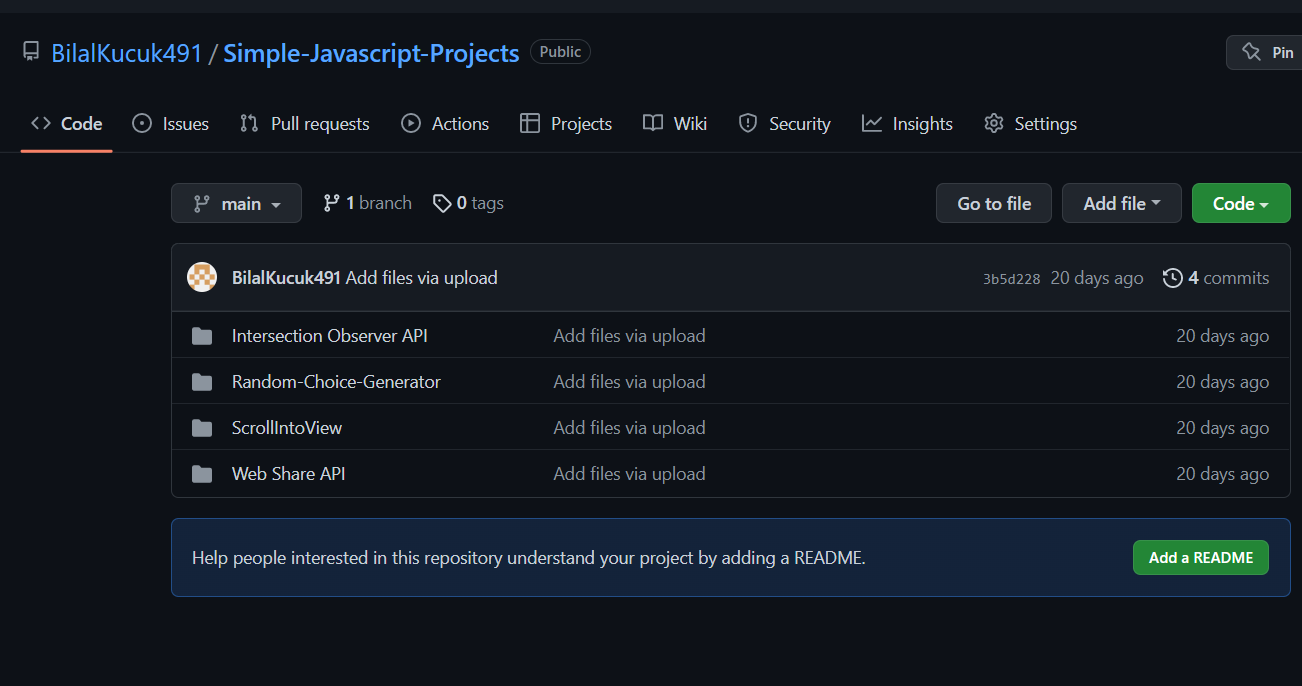 BilalKucuk491 / Simple-Javascript-Projects Public Pin
Code Issues Pull requests Actions Projects Wiki Security Insights Settings
main 1 branch 0 tags Go to file Add file Code
BilalKucuk491 Add files via upload 3b5d228 20 days ago 4 commits
Intersection Observer API Add files via upload 20 days ago
Random-Choice-Generator Add files via upload 20 days ago
ScrollIntoView Add files via upload 20 days ago
Web Share API Add files via upload 20 days ago
Help people interested in this repository understand your project by adding a README. Add a README